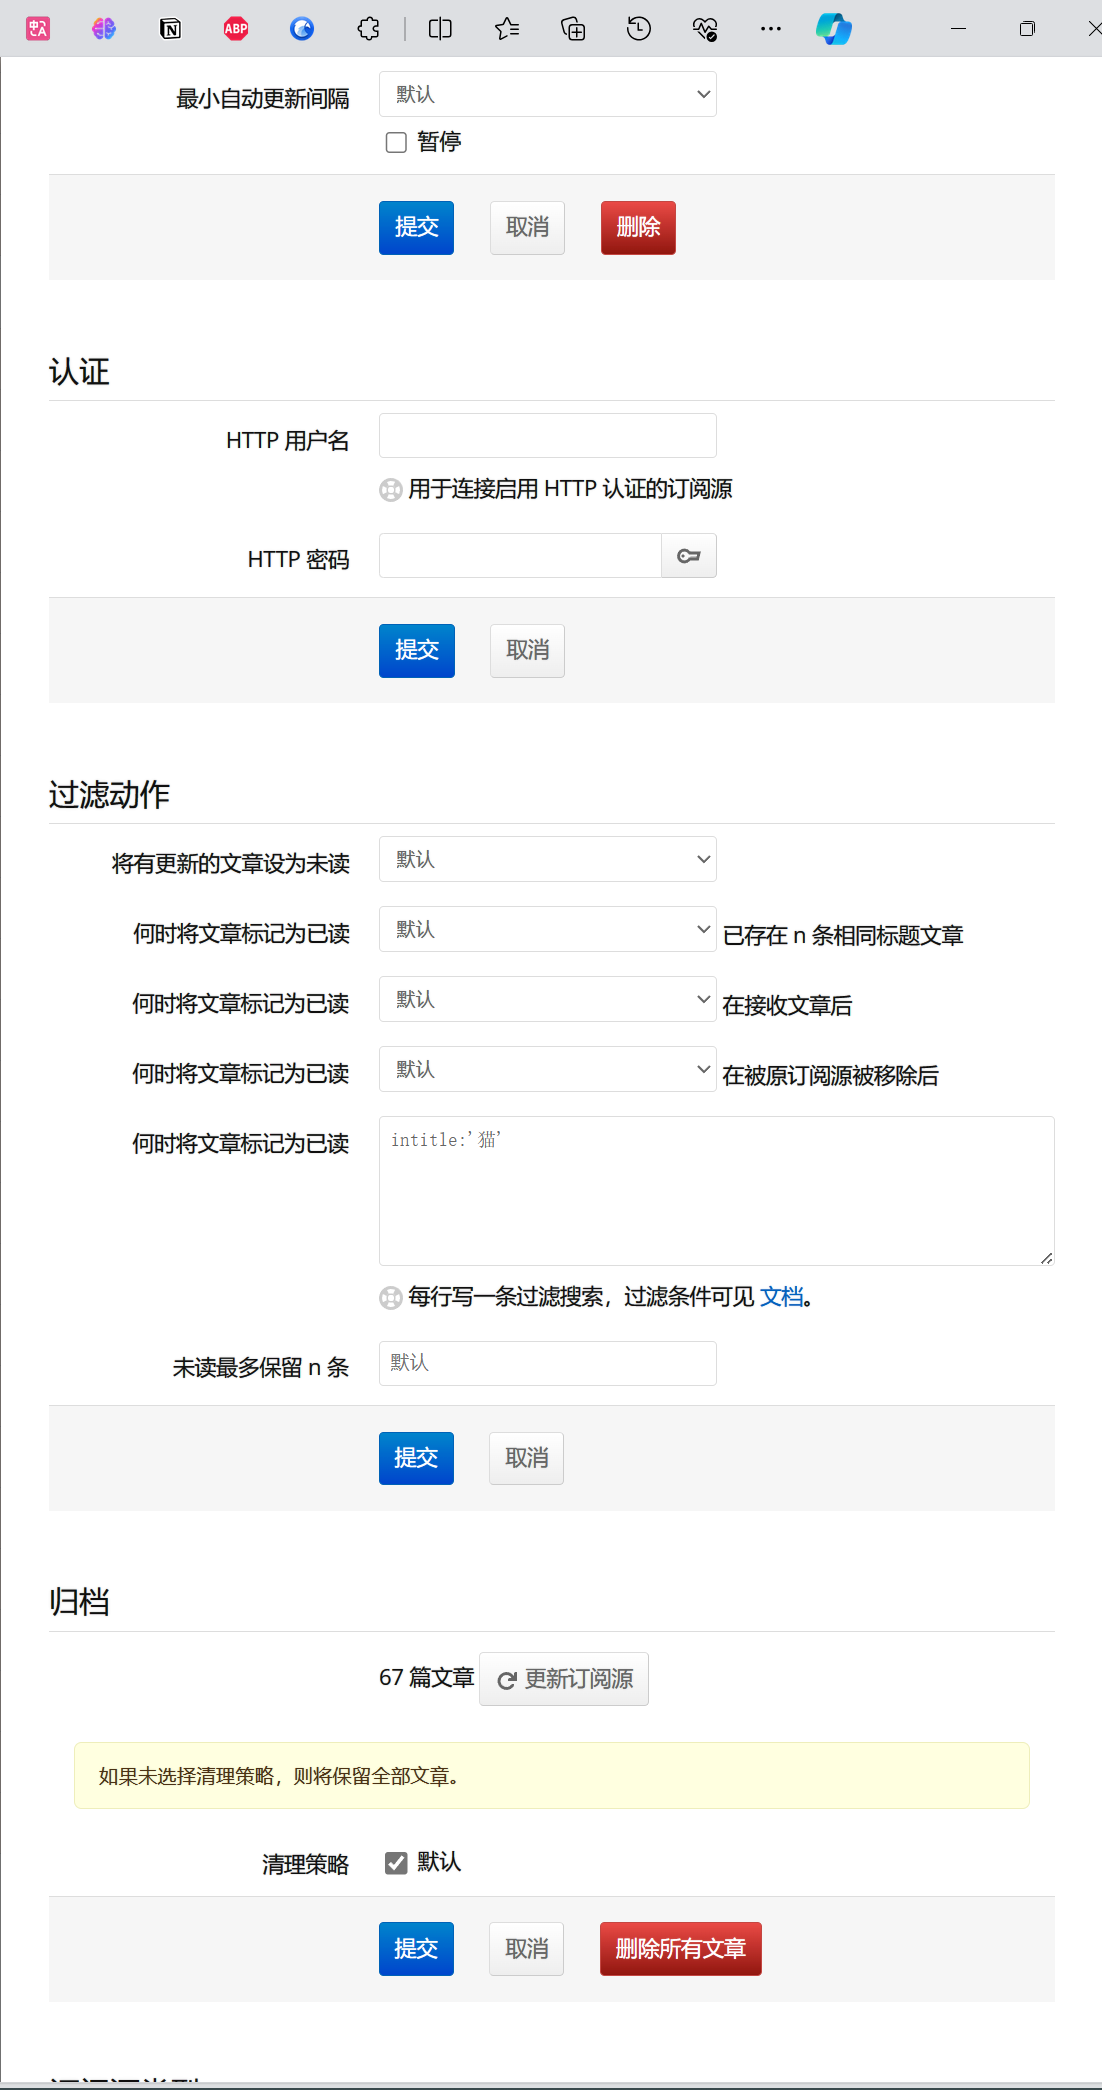 中 A
N
ABP
最小自动更新间隔
默认
暂停
提交
取消
删除
认证
HTTP 用户名
用于连接启用 HTTP 认证的订阅源
HTTP 密码
提交
取消
过滤动作
将有更新的文章设为未读
默认
何时将文章标记为已读
默认
已存在 n 条相同标题文章
何时将文章标记为已读
默认
在接收文章后
何时将文章标记为已读
默认
在被原订阅源被移除后
何时将文章标记为已读
intitle:'猫'
每行写一条过滤搜索，过滤条件可见 文档。
未读最多保留 n 条
默认
提交
取消
归档
67 篇文章
更新订阅源
如果未选择清理策略，则将保留全部文章。
清理策略
默认
提交
取消
删除所有文章